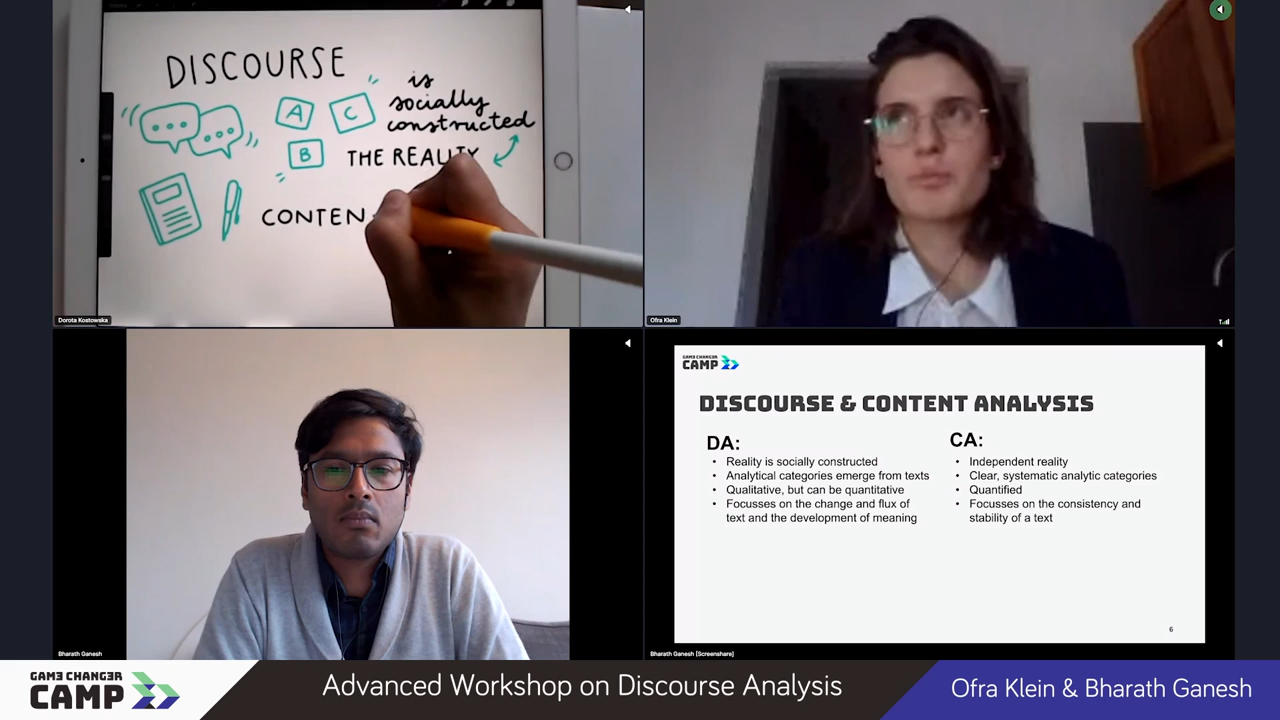 DISCOURSE
is
socially
constructed
A
C
B
THE REALITY
CONTEN
Dorota Kostowska
Ofra Klein
Bharath Ganesh
GAM3 CHANG3R
CAMP
DISCOURSE & CONTENT ANALYSIS
DA:
• Reality is socially constructed
• Analytical categories emerge from texts
• Qualitative, but can be quantitative
• Focusses on the change and flux of
text and the development of meaning
CA:
• Independent reality
• Clear, systematic analytic categories
• Quantified
• Focusses on the consistency and
stability of a text
6
Bharath Ganesh [Screenshare]
GAM3 CHANG3R
CAMP
Advanced Workshop on Discourse Analysis
Ofra Klein & Bharath Ganesh